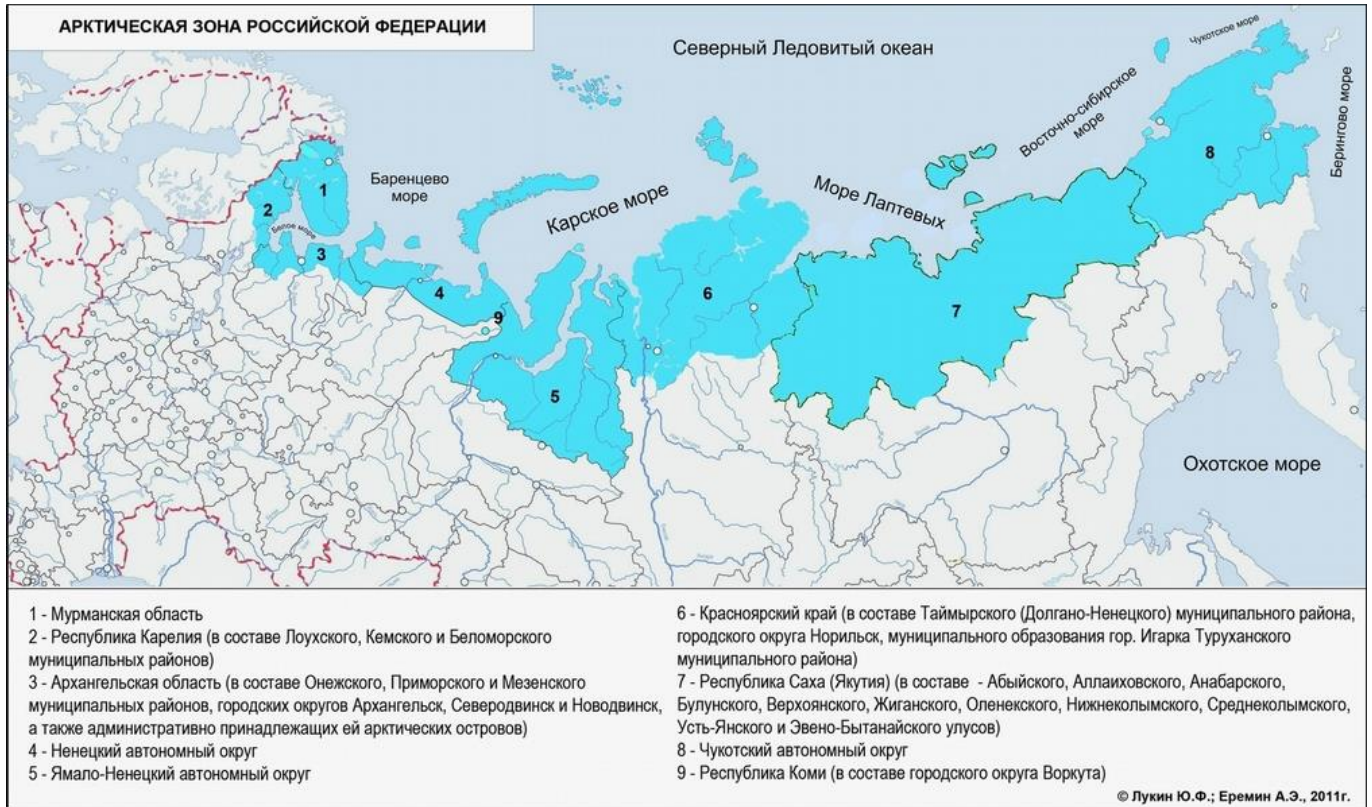 АРКТИЧЕСКАЯ ЗОНА РОССИЙСКОЙ ФЕДЕРАЦИИ
Северный Ледовитый океан
Чукотское море
Восточно-сибирское
море
Берингово море
Баренцево
море
Карское море
Море Лаптевых
Белое море
Охотское море
1
2
3
4
9
5
6
7
8
1 - Мурманская область
2 - Республика Карелия (в составе Лоухского, Кемского и Беломорского
муниципальных районов)
3 - Архангельская область (в составе Онежского, Приморского и Мезенского
муниципальных районов, городских округов Архангельск, Северодвинск и Новодвинск,
а также административно принадлежащих ей арктических островов)
4 - Ненецкий автономный округ
5 - Ямало-Ненецкий автономный округ
6 - Красноярский край (в составе Таймырского (Долгано-Ненецкого) муниципального района,
городского округа Норильск, муниципального образования гор. Игарка Туруханского
муниципального района)
7 - Республика Саха (Якутия) (в составе - Абыйского, Аллаиховского, Анабарского,
Булунского, Верхоянского, Жиганского, Оленекского, Нижнеколымского, Среднеколымского,
Усть-Янского и Эвено-Бытанайского улусов)
8 - Чукотский автономный округ
9 - Республика Коми (в составе городского округа Воркута)
© Лукин Ю.Ф.; Еремин А.Э., 2011г.